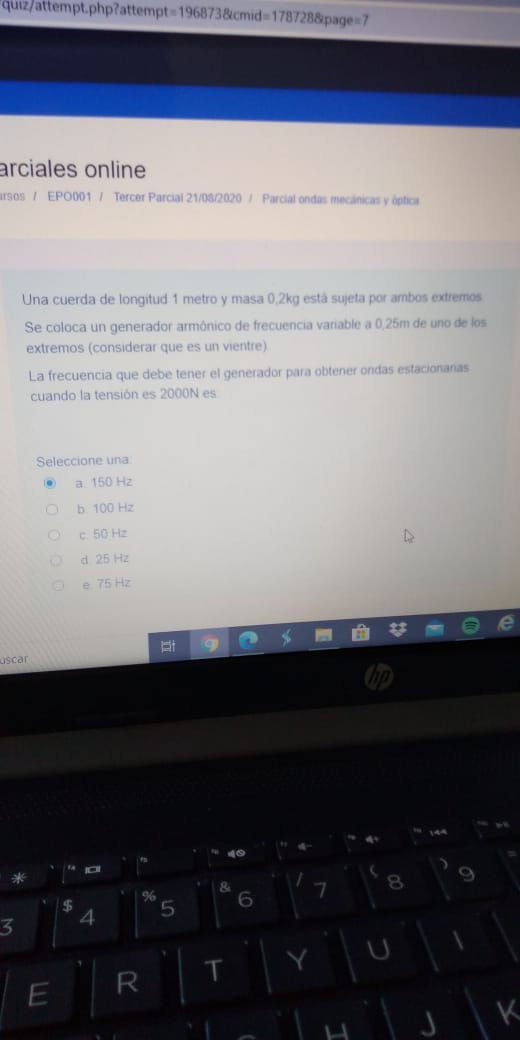 quiz/attempt.php?attempt=196873&cmid=178728&page=7
arciales online
ursos / EPO001 / Tercer Parcial 21/08/2020 / Parcial ondas mecánicas y óptica
Una cuerda de longitud 1 metro y masa 0,2kg está sujeta por ambos extremos.
Se coloca un generador armónico de frecuencia variable a 0,25m de uno de los
extremos (considerar que es un vientre).
La frecuencia que debe tener el generador para obtener ondas estacionarias
cuando la tensión es 2000N es:
Seleccione una:
a. 150 Hz
b. 100 Hz
c. 50 Hz
d. 25 Hz
e. 75 Hz
uscar
hp
$ % & / ( )
3 4 5 6 7 8 9
E R T Y U I
H J K